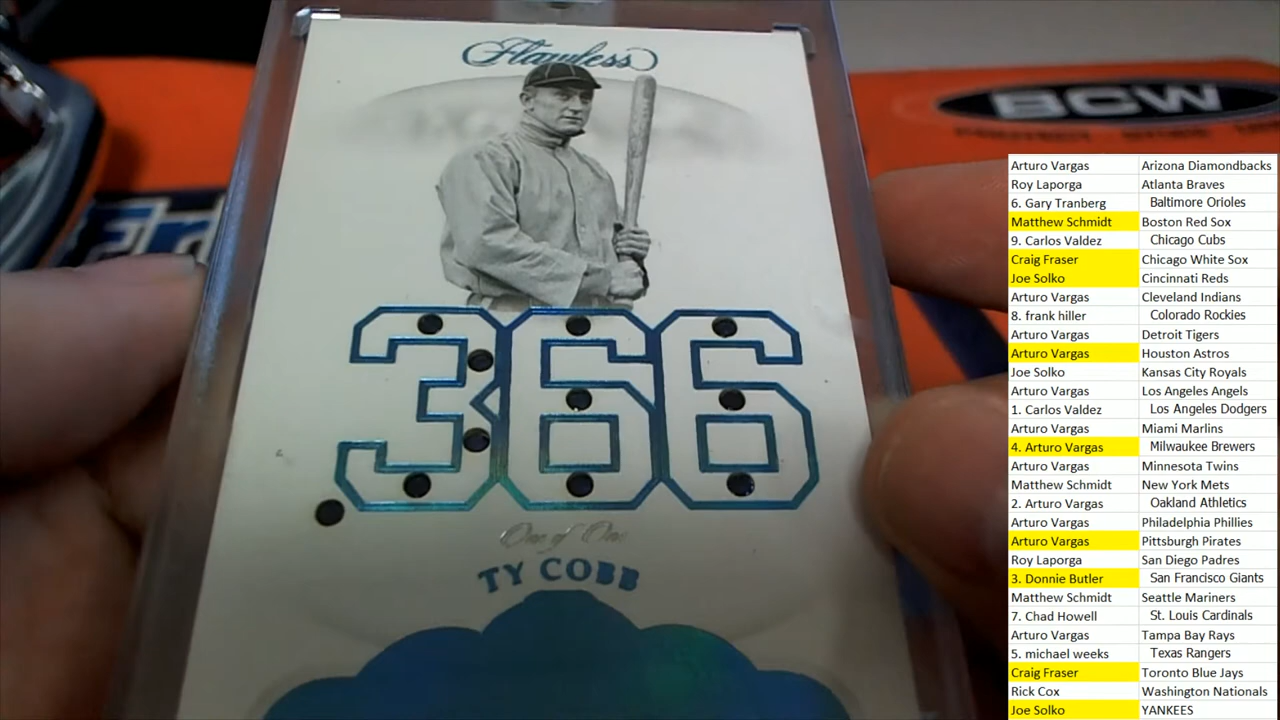 Flawless
BCW
366
One of One
TY COBB
Arturo Vargas Arizona Diamondbacks
Roy Laporga Atlanta Braves
6. Gary Tranberg Baltimore Orioles
Matthew Schmidt Boston Red Sox
9. Carlos Valdez Chicago Cubs
Craig Fraser Chicago White Sox
Joe Solko Cincinnati Reds
Arturo Vargas Cleveland Indians
8. frank hiller Colorado Rockies
Arturo Vargas Detroit Tigers
Arturo Vargas Houston Astros
Joe Solko Kansas City Royals
Arturo Vargas Los Angeles Angels
1. Carlos Valdez Los Angeles Dodgers
Arturo Vargas Miami Marlins
4. Arturo Vargas Milwaukee Brewers
Arturo Vargas Minnesota Twins
Matthew Schmidt New York Mets
2. Arturo Vargas Oakland Athletics
Arturo Vargas Philadelphia Phillies
Arturo Vargas Pittsburgh Pirates
Roy Laporga San Diego Padres
3. Donnie Butler San Francisco Giants
Matthew Schmidt Seattle Mariners
7. Chad Howell St. Louis Cardinals
Arturo Vargas Tampa Bay Rays
5. michael weeks Texas Rangers
Craig Fraser Toronto Blue Jays
Rick Cox Washington Nationals
Joe Solko YANKEES